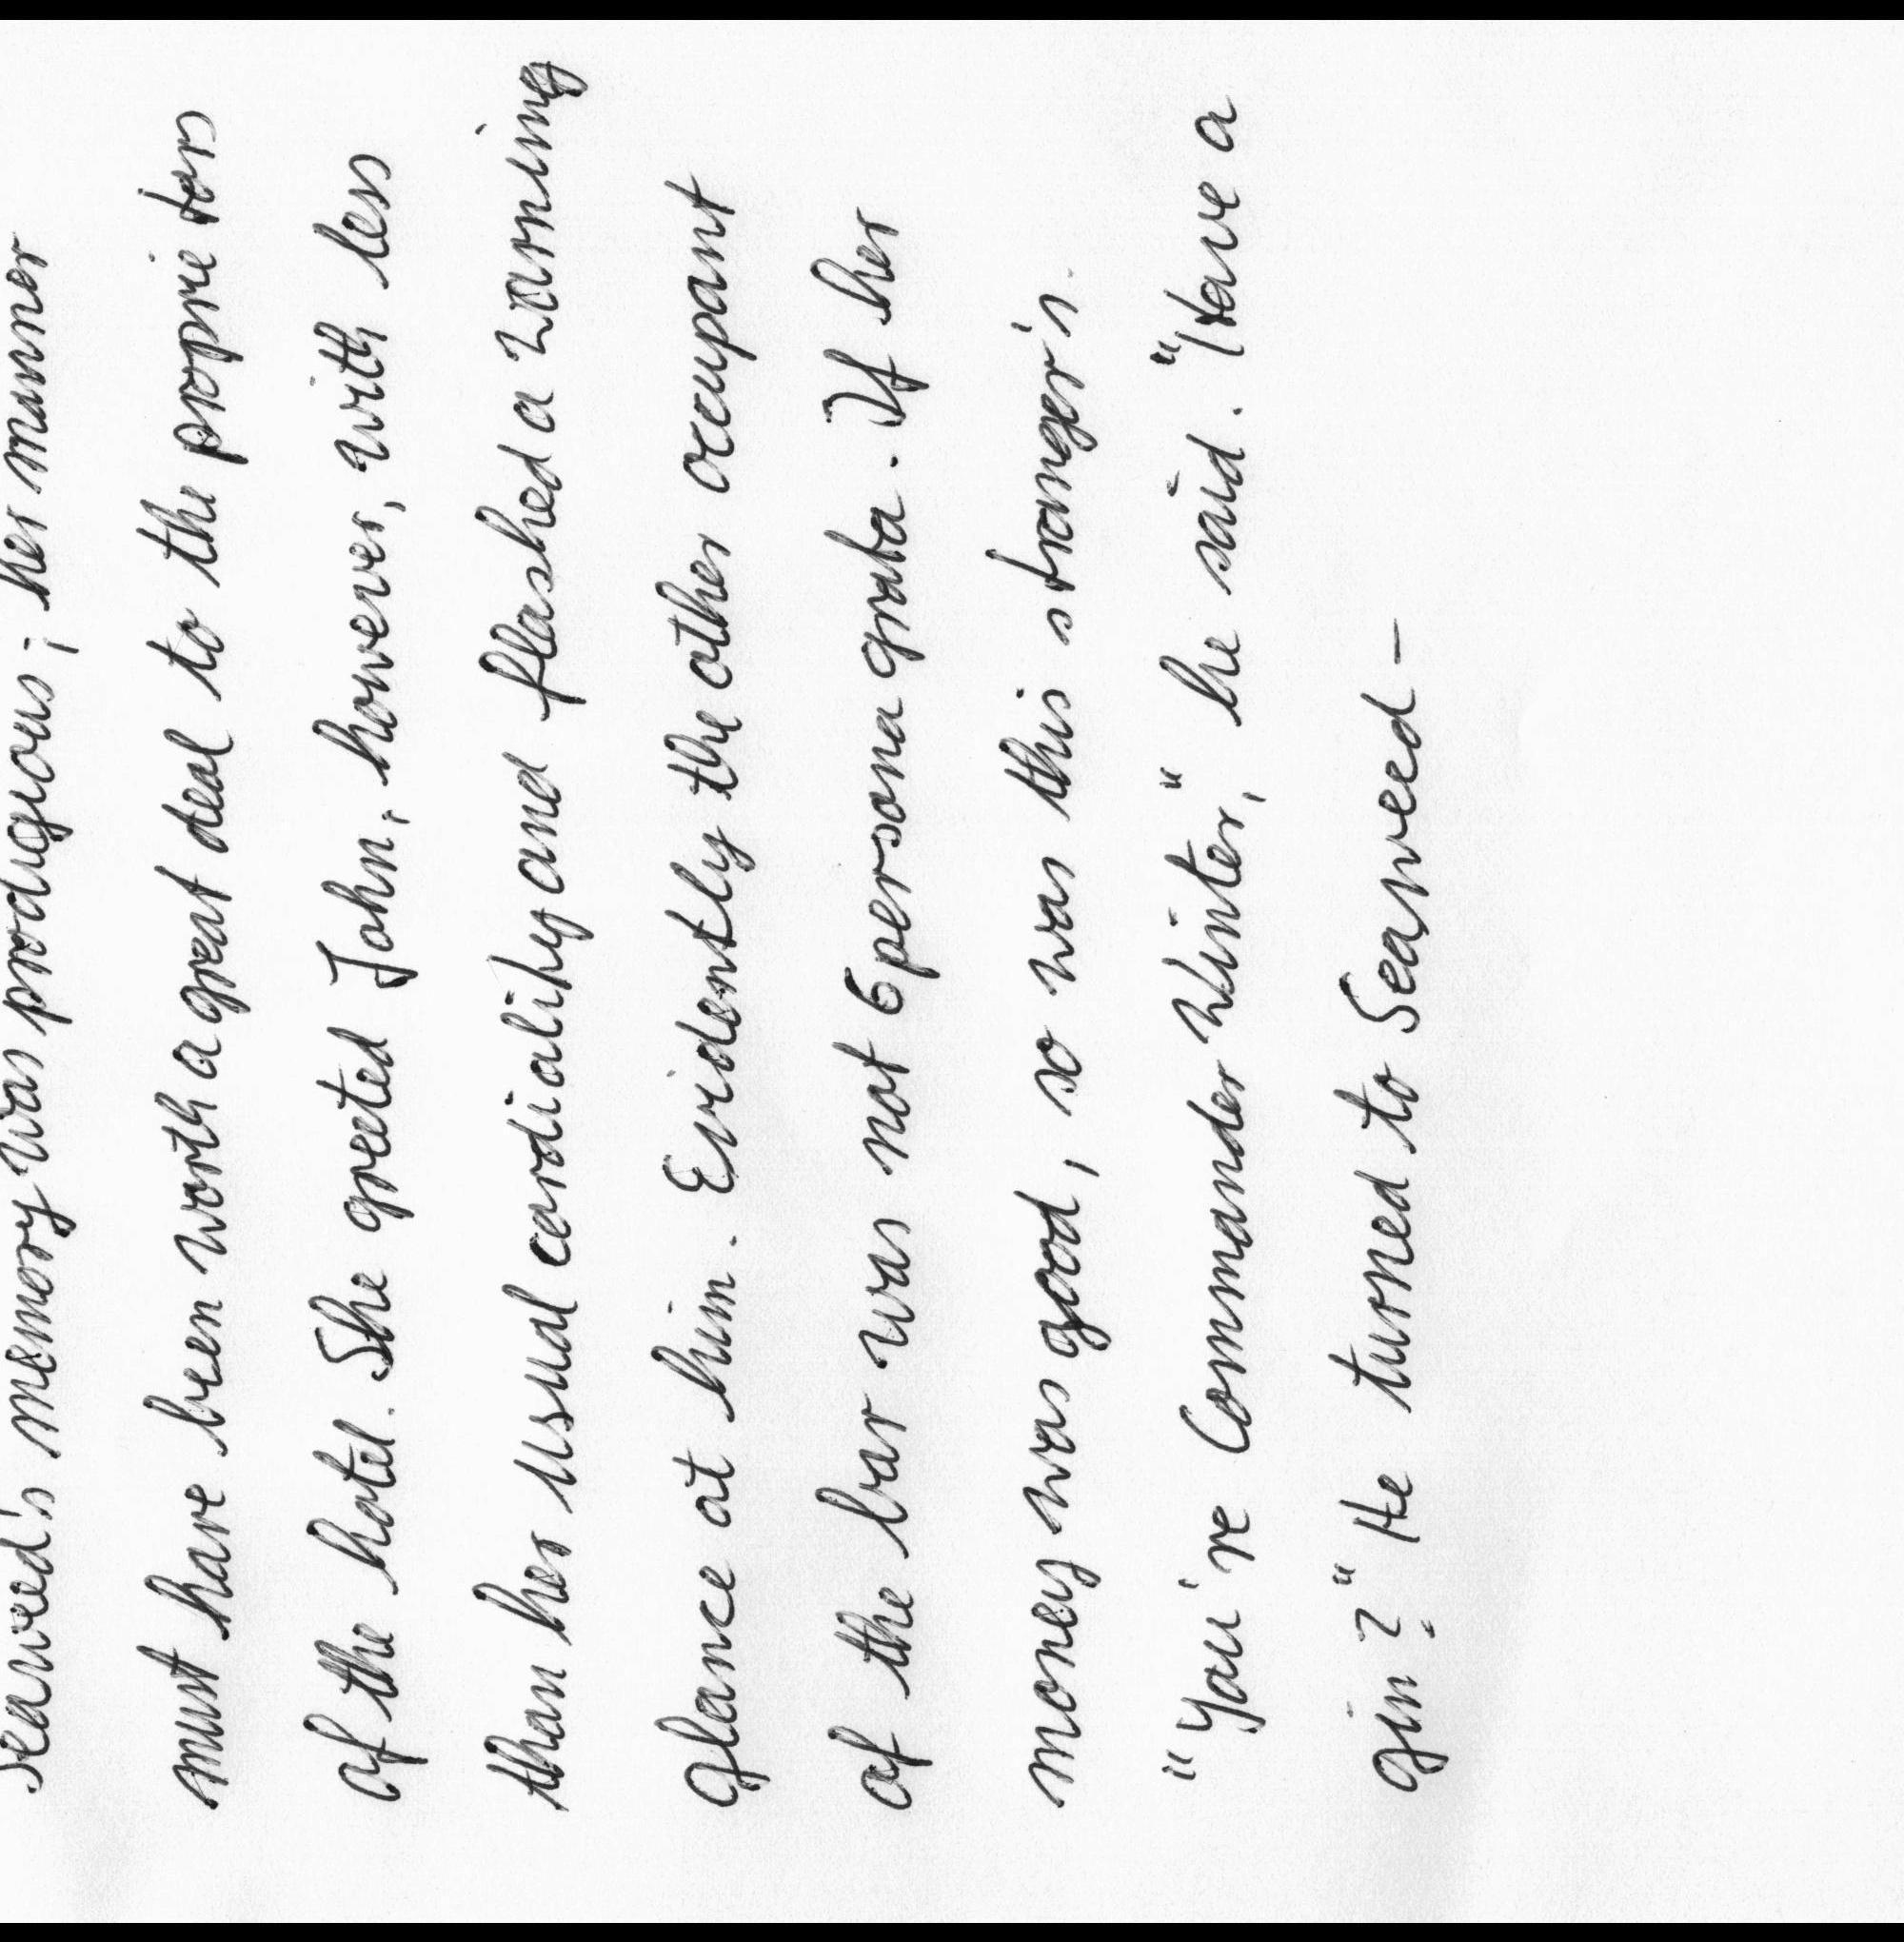 Seaweed's memory was prodigious; her manner
must have been worth a great deal to the proprietors
of the hotel. She greeted John, however, with less
than her usual cordiality and flashed a warning
glance at him. Evidently the other occupant
of the bar was not 6 persona grata. If her
money was good, so was this stranger's.
"You're Commander Winter," he said. "Have a
gin?" He turned to Seaweed -